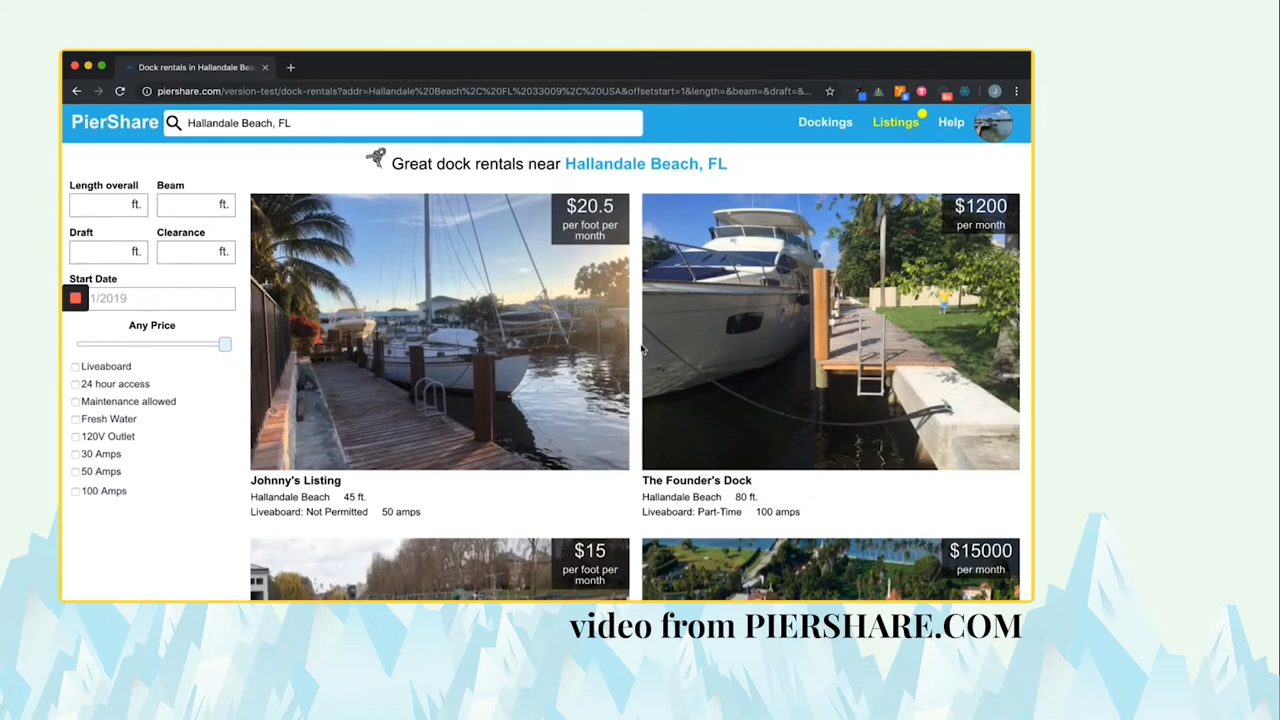 Dock rentals in Hallandale Bea
piershare.com/version-test/dock-rentals?addr=Hallandale%20Beach%2C%20FL%2033009%2C%20USA&offsetstart=1&length=&beam=&draft=&...
PierShare
Hallandale Beach, FL
Dockings
Listings
Help
Great dock rentals near Hallandale Beach, FL
Length overall
Beam
ft.
ft.
Draft
Clearance
ft.
ft.
Start Date
1/2019
Any Price
Liveaboard
24 hour access
Maintenance allowed
Fresh Water
120V Outlet
30 Amps
50 Amps
100 Amps
$20.5
per foot per
month
$1200
per month
Johnny's Listing
Hallandale Beach 45 ft.
Liveaboard: Not Permitted 50 amps
The Founder's Dock
Hallandale Beach 80 ft.
Liveaboard: Part-Time 100 amps
$15
per foot per
month
$15000
per month
video from PIERSHARE.COM